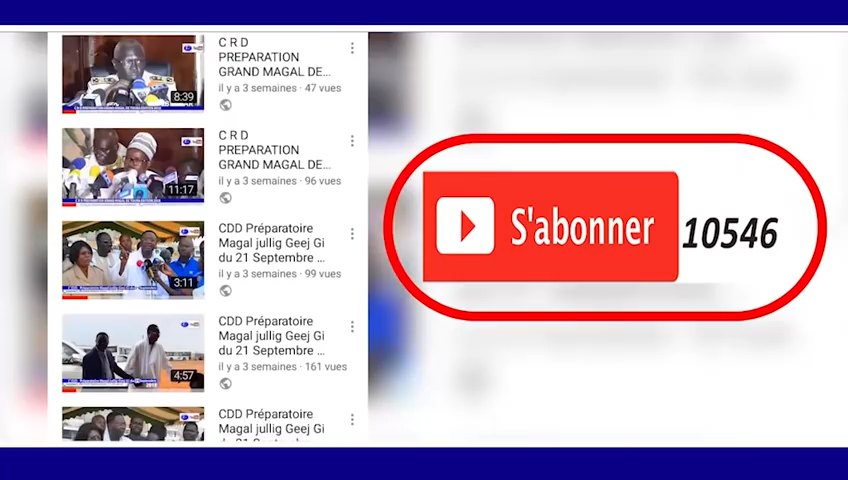 C R D
PREPARATION
GRAND MAGAL DE...
il y a 3 semaines · 47 vues
8:39
C R D
PREPARATION
GRAND MAGAL DE...
il y a 3 semaines · 96 vues
11:17
CDD Préparatoire
Magal jullig Geej Gi
du 21 Septembre ...
il y a 3 semaines · 99 vues
3:11
CDD Préparatoire
Magal jullig Geej Gi
du 21 Septembre ...
il y a 3 semaines · 161 vues
4:57
CDD Préparatoire
Magal jullig Geej Gi
du 21 Septembre ...
S'abonner 10546